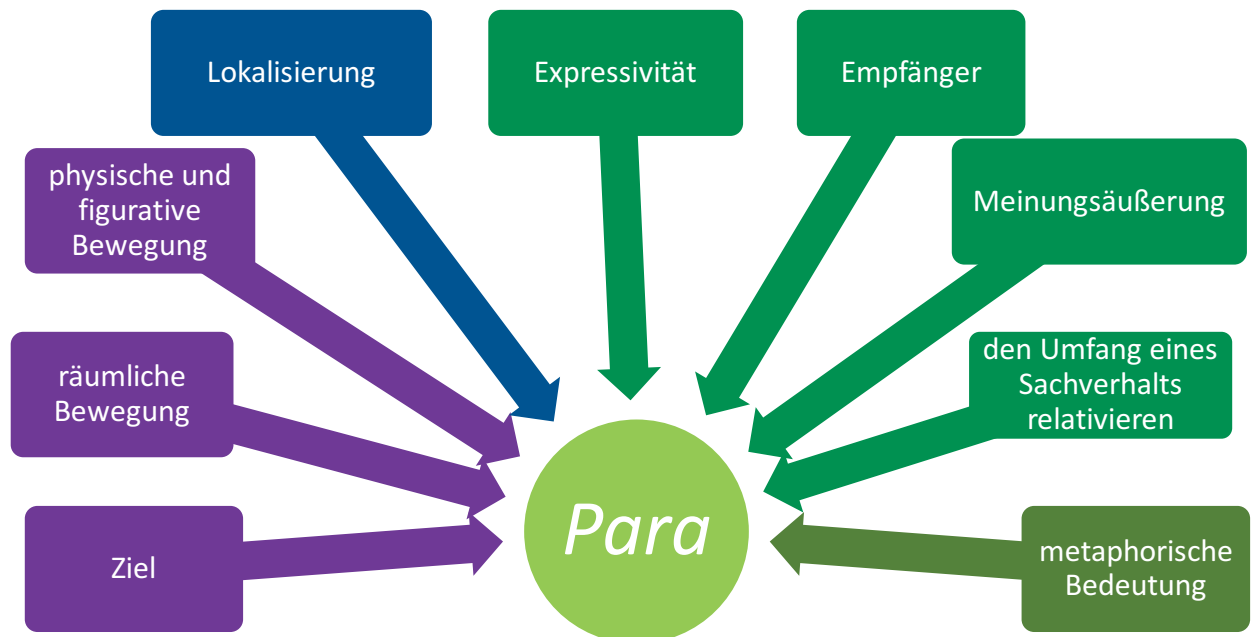 Lokalisierung
Expressivität
Empfänger
physische und
figurative
Bewegung
Meinungsäußerung
räumliche
Bewegung
den Umfang eines
Sachverhalts
relativieren
Ziel
Para
metaphorische
Bedeutung